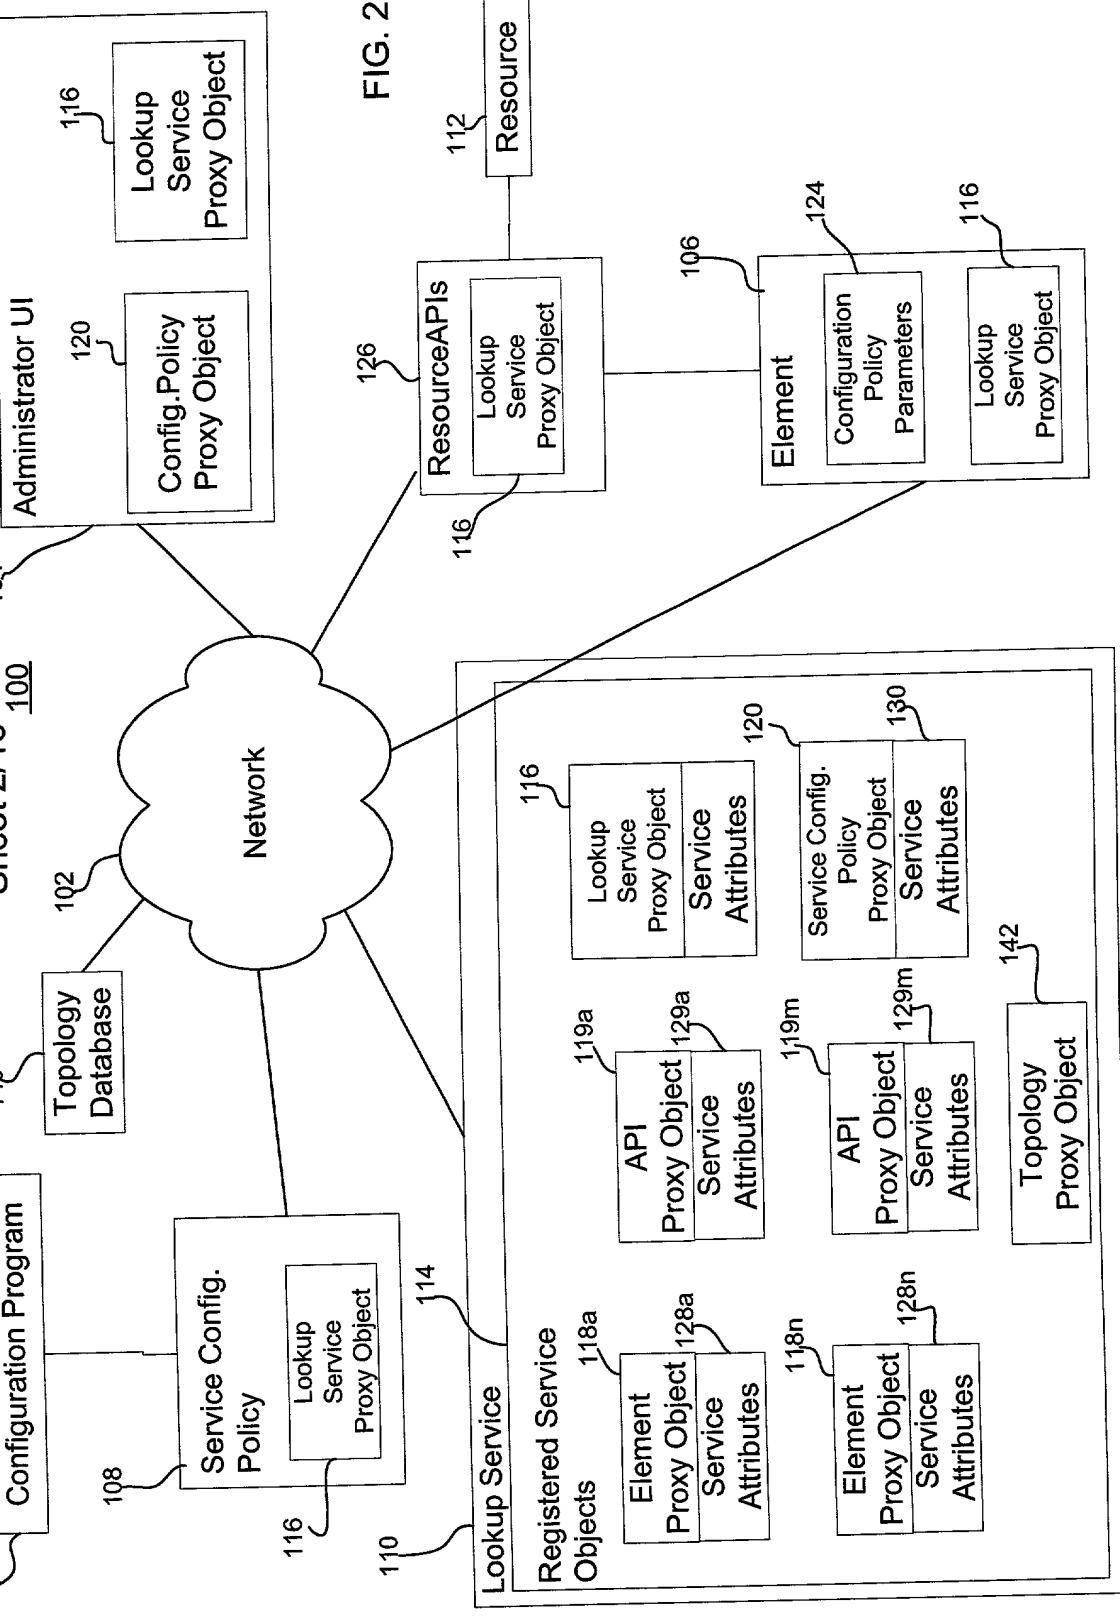 100
FIG. 2
Configuration Program
Topology
Database
102
Network
Administrator UI
120
Config.Policy
Proxy Object
116
Lookup
Service
Proxy Object
108
Service Config.
Policy
Lookup
Service
Proxy Object
116
126
ResourceAPIs
Lookup
Service
Proxy Object
116
112
Resource
106
Element
Configuration
Policy
Parameters
124
Lookup
Service
Proxy Object
116
110
Lookup Service
114
Registered Service
Objects
118a
Element
Proxy Object
128a
Service
Attributes
118n
Element
Proxy Object
128n
Service
Attributes
119a
API
Proxy Object
129a
Service
Attributes
119m
API
Proxy Object
129m
Service
Attributes
116
Lookup
Service
Proxy Object
Service
Attributes
120
Service Config.
Policy
Proxy Object
130
Service
Attributes
142
Topology
Proxy Object